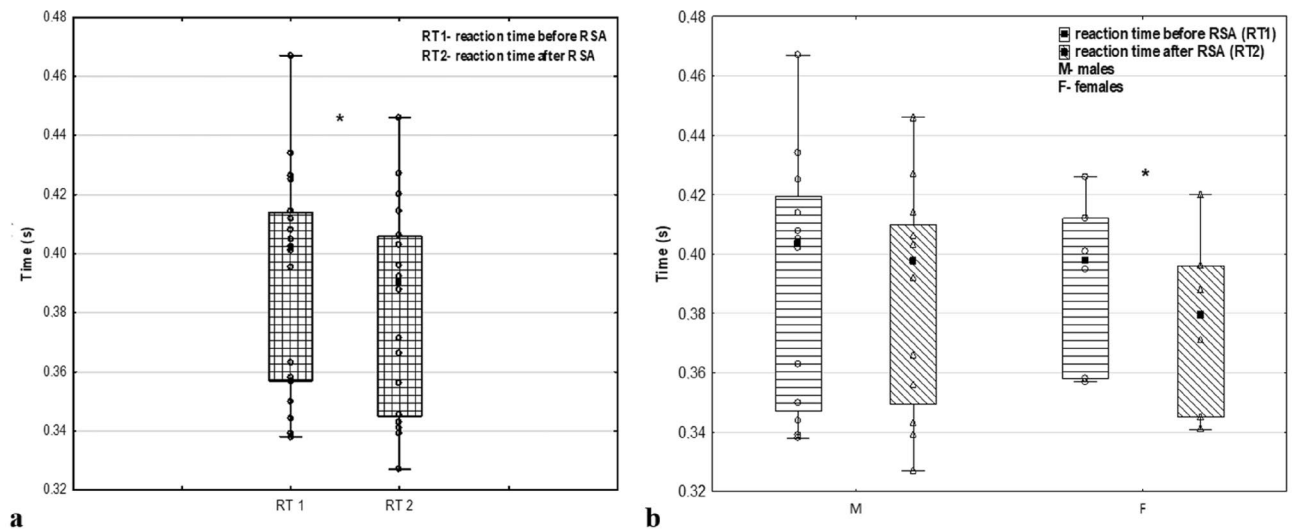 0.48
0.46
0.44
0.42
0.40
0.38
0.36
0.34
0.32
Time (s)
RT1- reaction time before RSA
RT2- reaction time after RSA
*
RT 1
RT 2
a
0.48
0.46
0.44
0.42
0.40
0.38
0.36
0.34
0.32
Time (s)
reaction time before RSA (RT1)
reaction time after RSA (RT2)
M- males
F- females
*
M
F
b